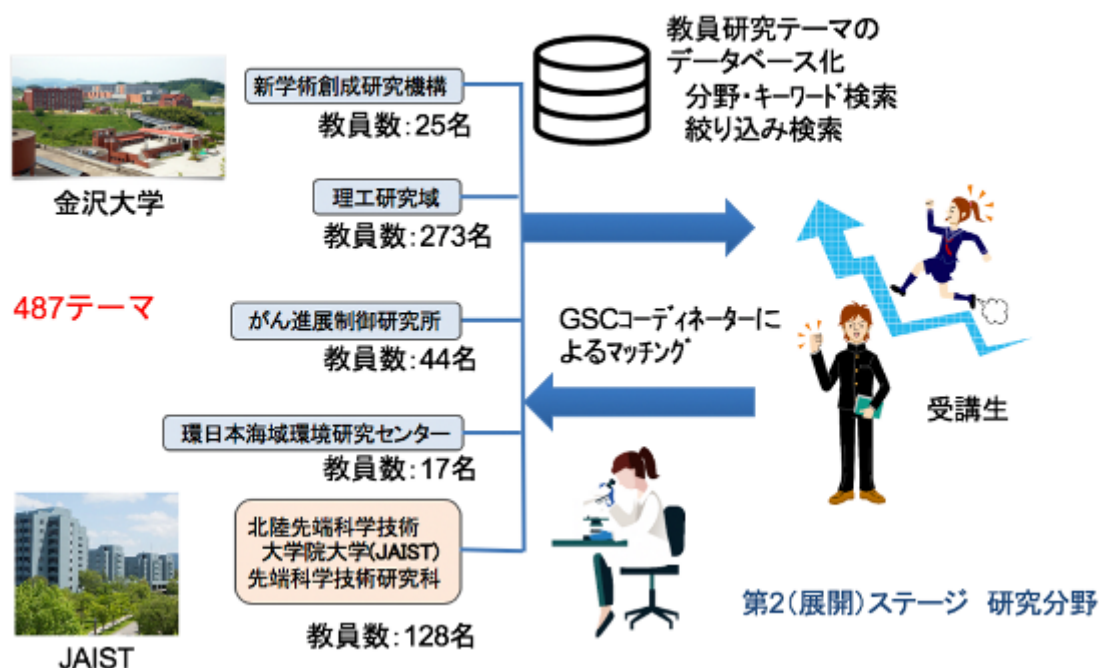 金沢大学
487テーマ
JAIST
新学術創成研究機構
教員数:25名
理工研究域
教員数:273名
がん進展制御研究所
教員数:44名
環日本海域環境研究センター
教員数:17名
北陸先端科学技術
大学院大学(JAIST)
先端科学技術研究科
教員数:128名
教員研究テーマの
データベース化
分野・キーワード検索
絞り込み検索
GSCコーディネーターに
よるマッチング
受講生
第2(展開)ステージ 研究分野